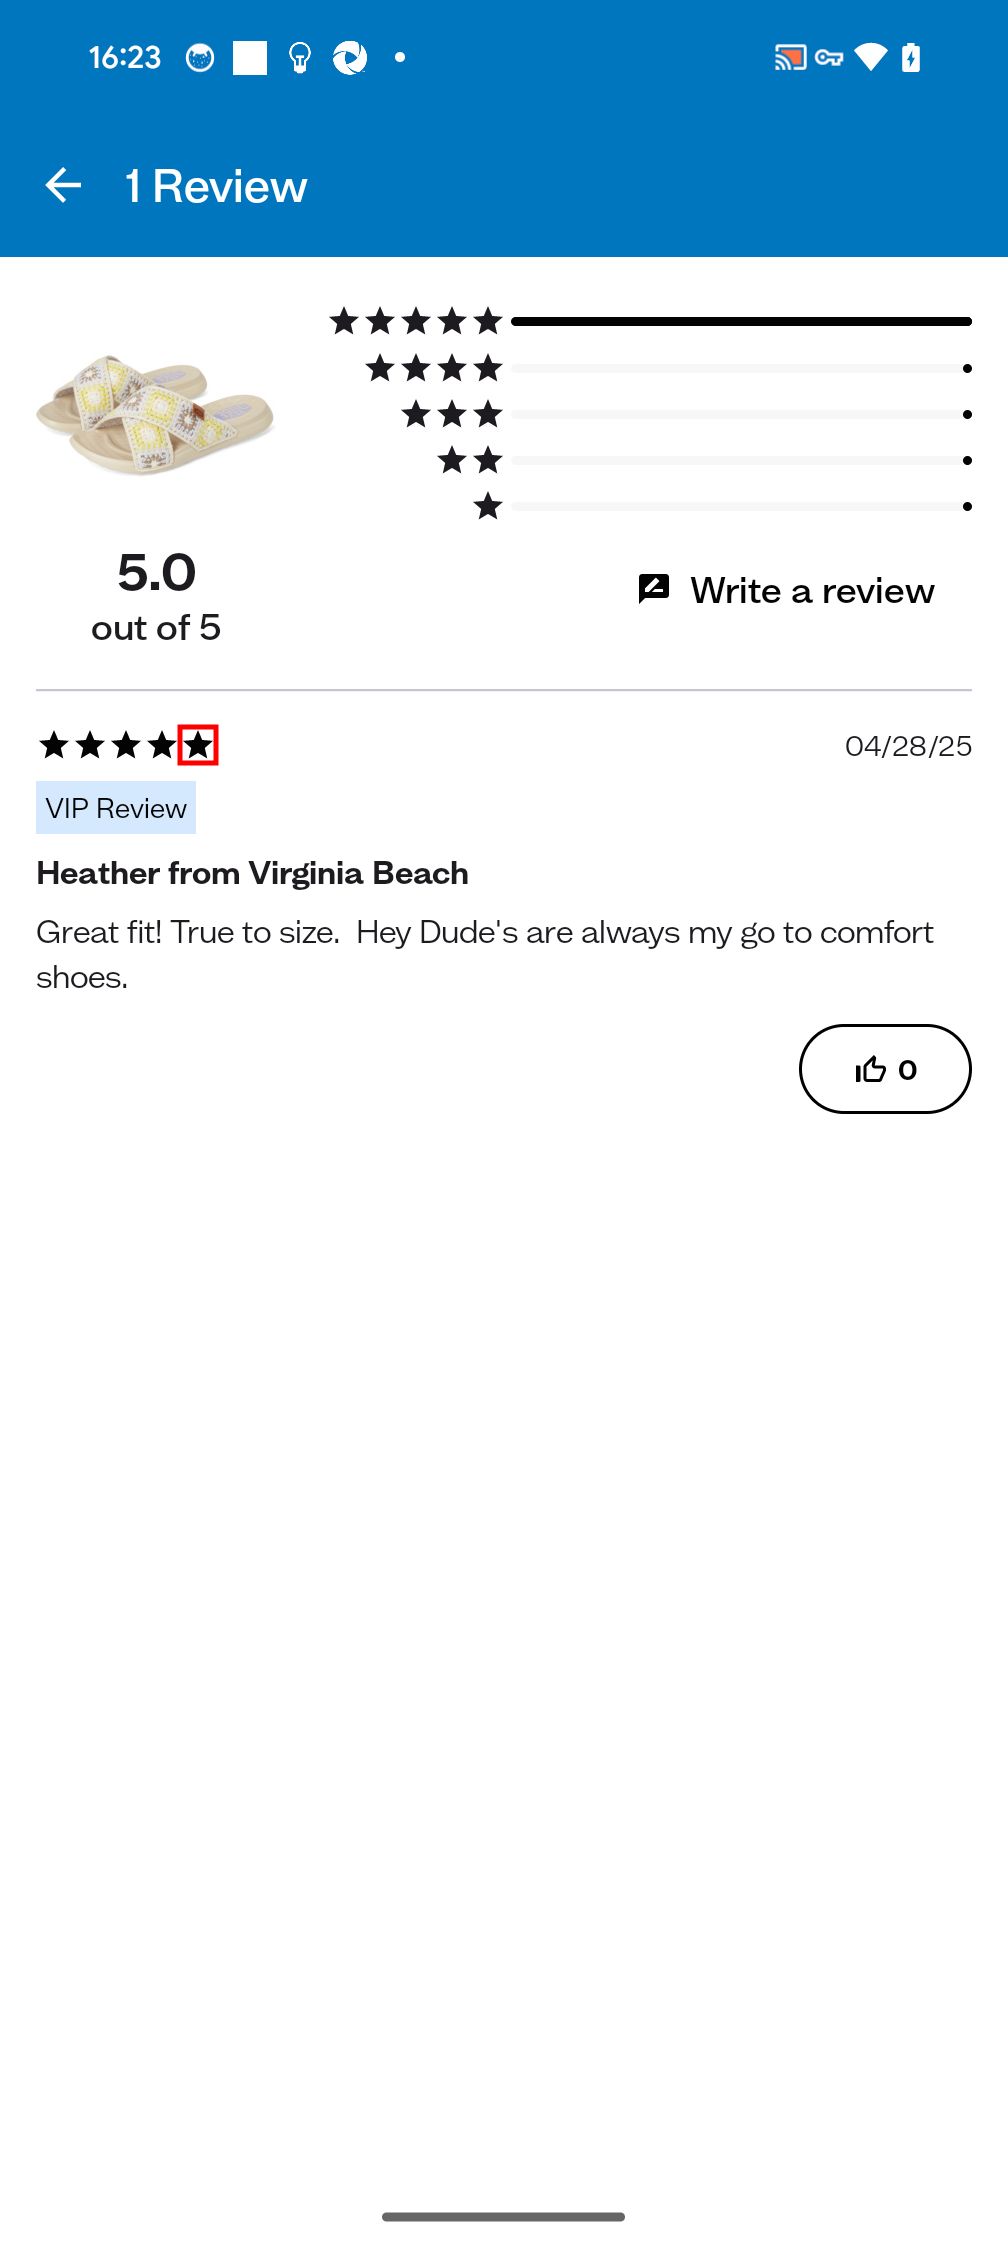 16:23
1 Review
5.0
out of 5
Write a review
04/28/25
VIP Review
Heather from Virginia Beach
Great fit! True to size.  Hey Dude's are always my go to comfort
shoes.
0